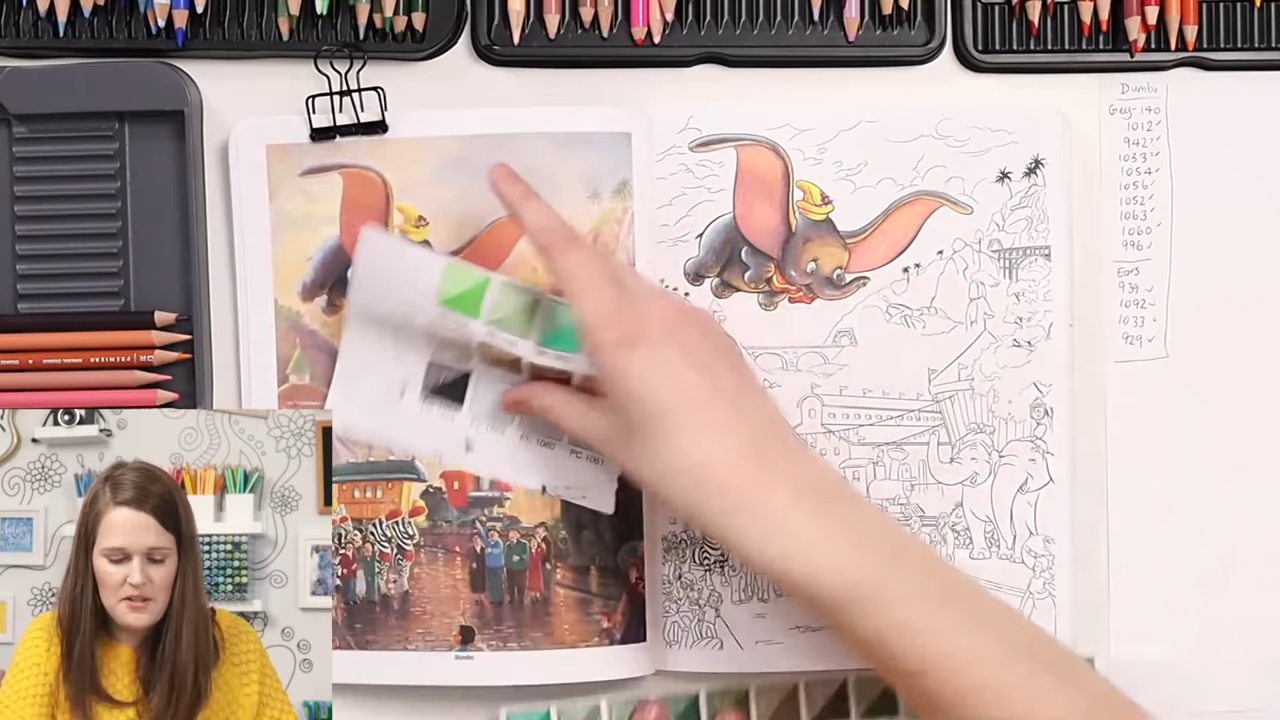 Dumbo
Grey-140
1012✓
942✓
1033✓
1054✓
1056✓
1052✓
1063✓
1060✓
996✓
Ears
939✓
1092✓
1033✓
929✓
PREMIER
PC 1060
PC 1061
Dumbo